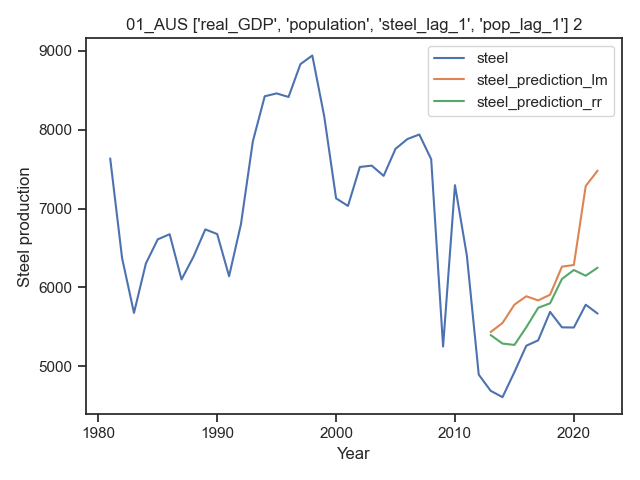 01_AUS ['real_GDP', 'population', 'steel_lag_1', 'pop_lag_1'] 2
steel
steel_prediction_lm
steel_prediction_rr
9000
8000
7000
6000
5000
Steel production
1980 1990 2000 2010 2020
Year